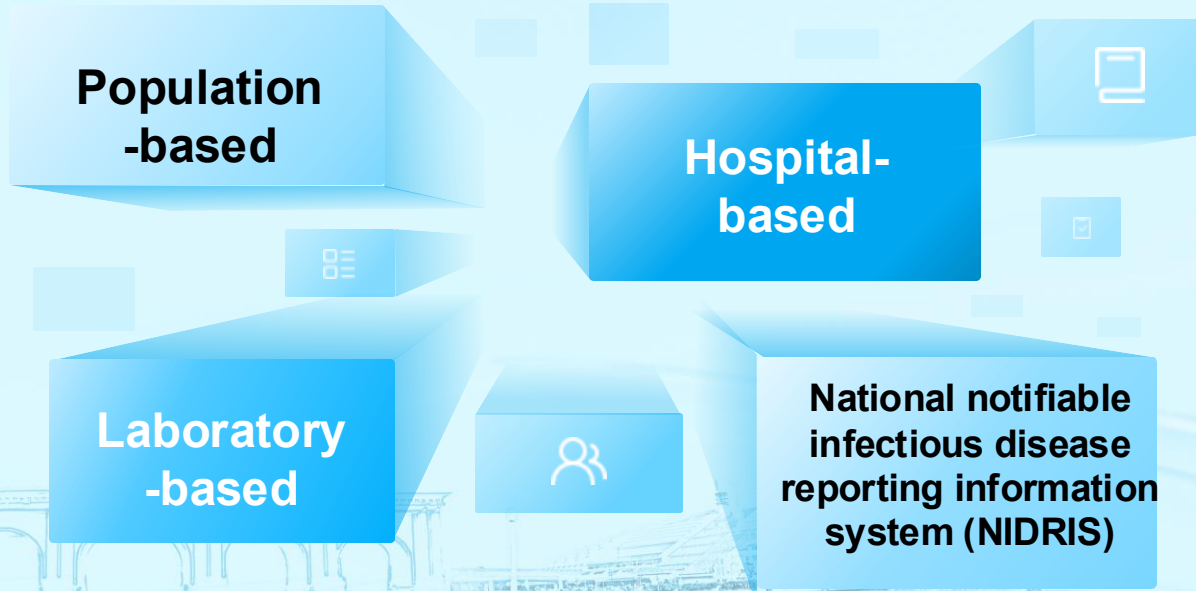 Population
-based
Hospital-
based
Laboratory
-based
National notifiable
infectious disease
reporting information
system (NIDRIS)